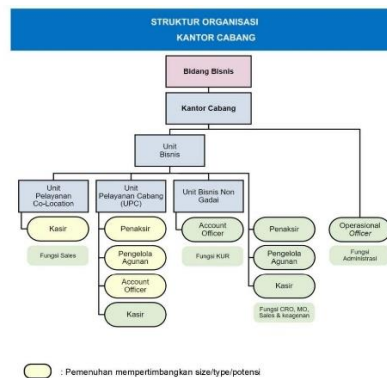 STRUKTUR ORGANISASI
KANTOR CABANG
Bidang Bisnis
Kantor Cabang
Unit
Bisnis
Unit
Pelayanan
Co-Location
Unit
Pelayanan Cabang
(UPC)
Unit Bisnis Non
Gadai
Kasir
Fungsi Sales
Penaksir
Pengelola
Agunan
Account
Officer
Kasir
Account
Officer
Fungsi KUR
Penaksir
Pengelola
Agunan
Kasir
Fungsi CRO, MO,
Sales & keagenan
Operasional
Officer
Fungsi
Administrasi
: Pemenuhan mempertimbangkan size/type/potensi